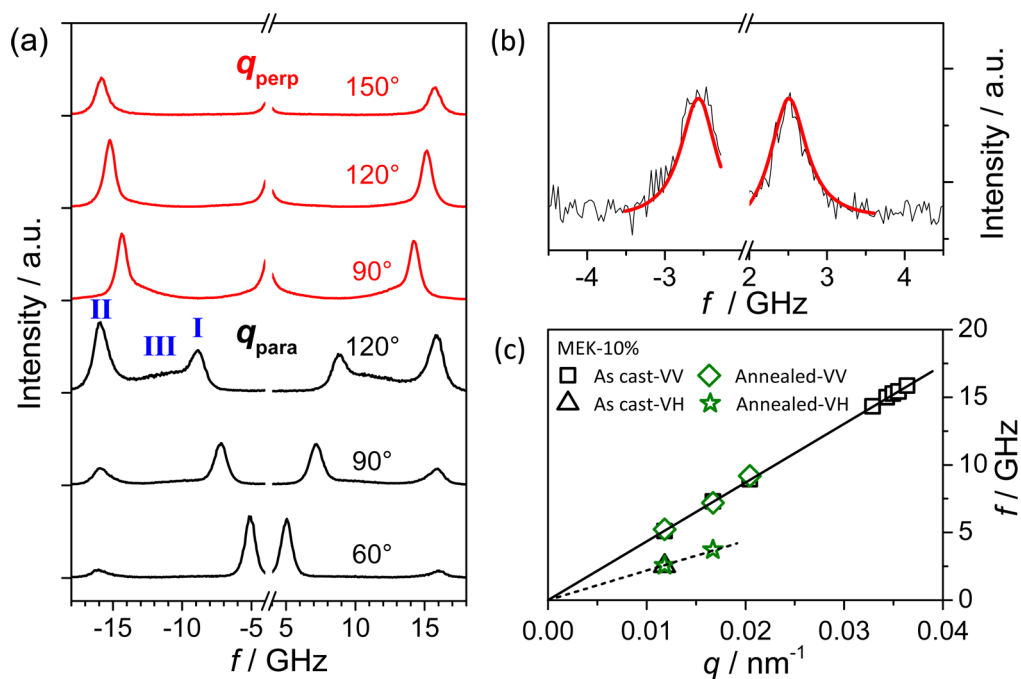 (a)
q perp
150°
120°
90°
II
III
I
q para
120°
90°
60°
Intensity / a.u.
-15 -10 -5 5 10 15
f / GHz
(b)
Intensity / a.u.
-4 -3 2 3 4
f / GHz
(c)
MEK-10%
As cast-VV Annealed-VV
As cast-VH Annealed-VH
20
15
10
5
0
f / GHz
0.00 0.01 0.02 0.03 0.04
q / nm⁻¹